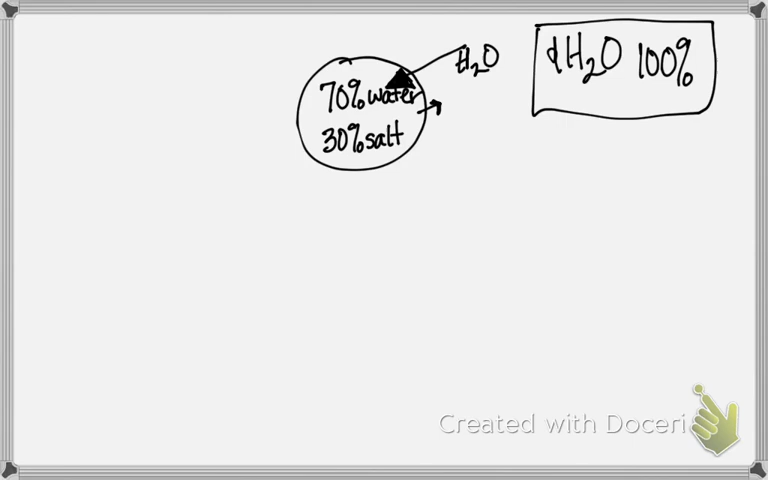 70% water
30% salt
H₂O
dH₂O 100%
Created with Doceri